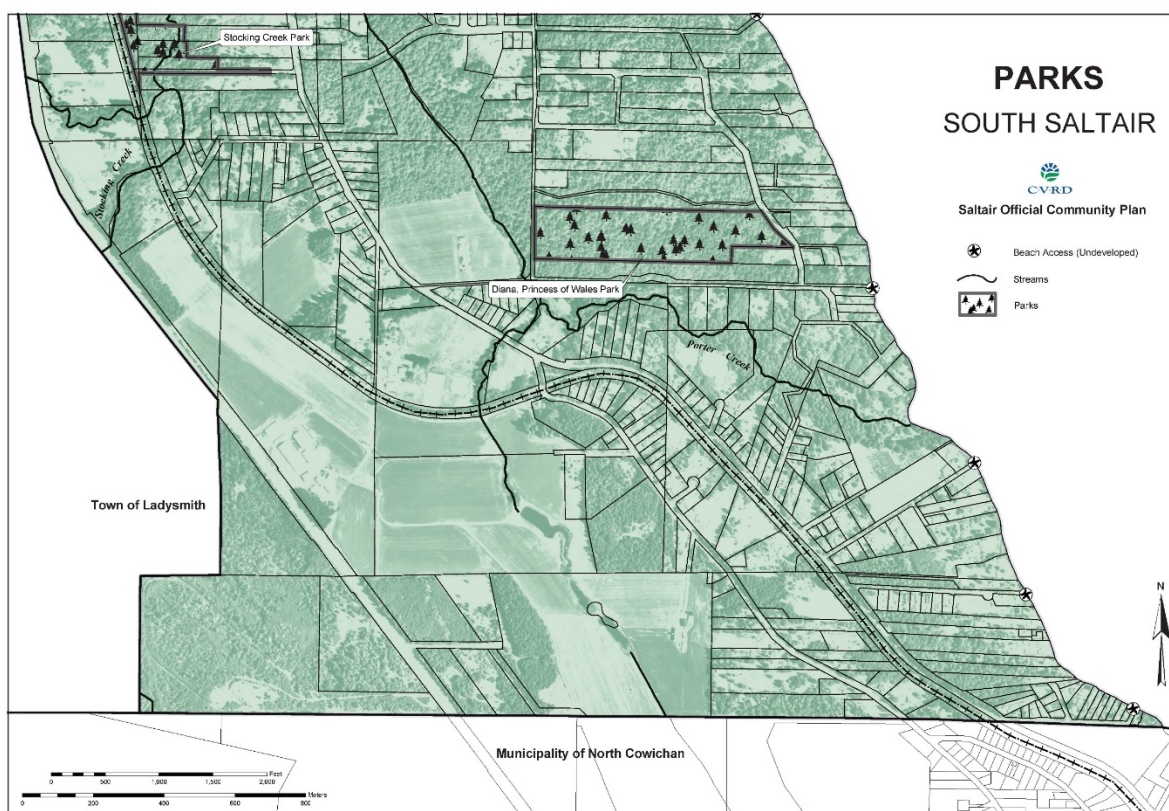 Stocking Creek Park
PARKS
SOUTH SALTAIR
CVRD
Saltair Official Community Plan
Beach Access (Undeveloped)
Streams
Parks
Stocking Creek
Diana, Princess of Wales Park
Porter Creek
Town of Ladysmith
N
Municipality of North Cowichan
Feet
0 500 1,000 1,500 2,000
Meters
0 200 400 600 800